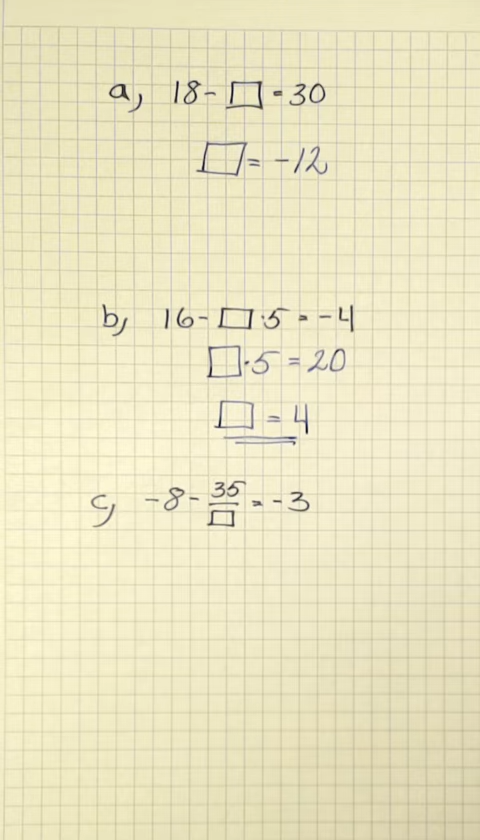 a) 18 - □ = 30
□ = -12
b) 16 - □ · 5 = -4
□ · 5 = 20
□ = 4
c) -8 - 35/□ = -3